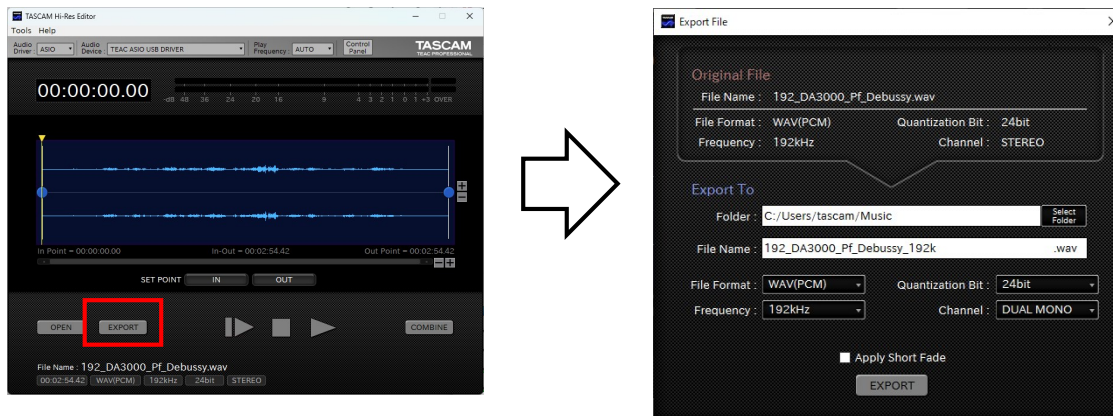 TASCAM Hi-Res Editor
Tools Help
Audio Driver : ASIO Audio Device : TEAC ASIO USB DRIVER Play Frequency : AUTO Control Panel TASCAM
TEAC PROFESSIONAL
00:00:00.00
-dB 48 36 24 20 16 9 4 3 2 1 0 1 +3 OVER
In Point = 00:00:00.00 In-Out = 00:02:54.42 Out Point = 00:02:54.42
SET POINT IN OUT
OPEN EXPORT COMBINE
File Name : 192_DA3000_Pf_Debussy.wav
00:02:54.42 WAV(PCM) 192kHz 24bit STEREO
Export File
Original File
File Name : 192_DA3000_Pf_Debussy.wav
File Format : WAV(PCM) Quantization Bit : 24bit
Frequency : 192kHz Channel : STEREO
Export To
Folder : C:/Users/tascam/Music Select Folder
File Name : 192_DA3000_Pf_Debussy_192k .wav
File Format : WAV(PCM) Quantization Bit : 24bit
Frequency : 192kHz Channel : DUAL MONO
Apply Short Fade
EXPORT